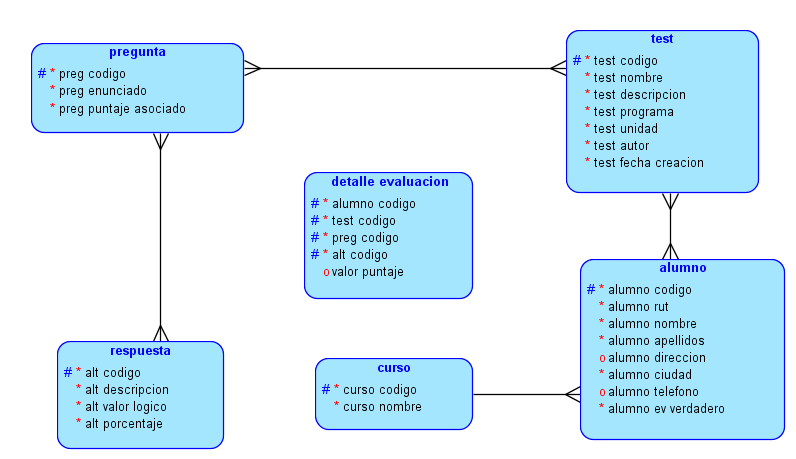 pregunta
# * preg codigo
* preg enunciado
* preg puntaje asociado
test
# * test codigo
* test nombre
* test descripcion
* test programa
* test unidad
* test autor
* test fecha creacion
detalle evaluacion
# * alumno codigo
# * test codigo
# * preg codigo
# * alt codigo
o valor puntaje
alumno
# * alumno codigo
* alumno rut
* alumno nombre
* alumno apellidos
o alumno direccion
* alumno ciudad
o alumno telefono
* alumno ev verdadero
respuesta
# * alt codigo
* alt descripcion
* alt valor logico
* alt porcentaje
curso
# * curso codigo
* curso nombre